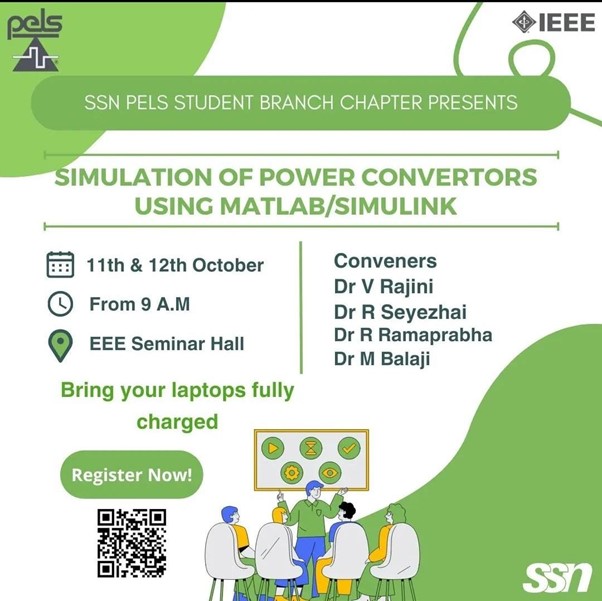 pels
IEEE
SSN PELS STUDENT BRANCH CHAPTER PRESENTS
SIMULATION OF POWER CONVERTORS
USING MATLAB/SIMULINK
11th & 12th October
From 9 A.M
EEE Seminar Hall
Conveners
Dr V Rajini
Dr R Seyezhai
Dr R Ramaprabha
Dr M Balaji
Bring your laptops fully
charged
Register Now!
ssn